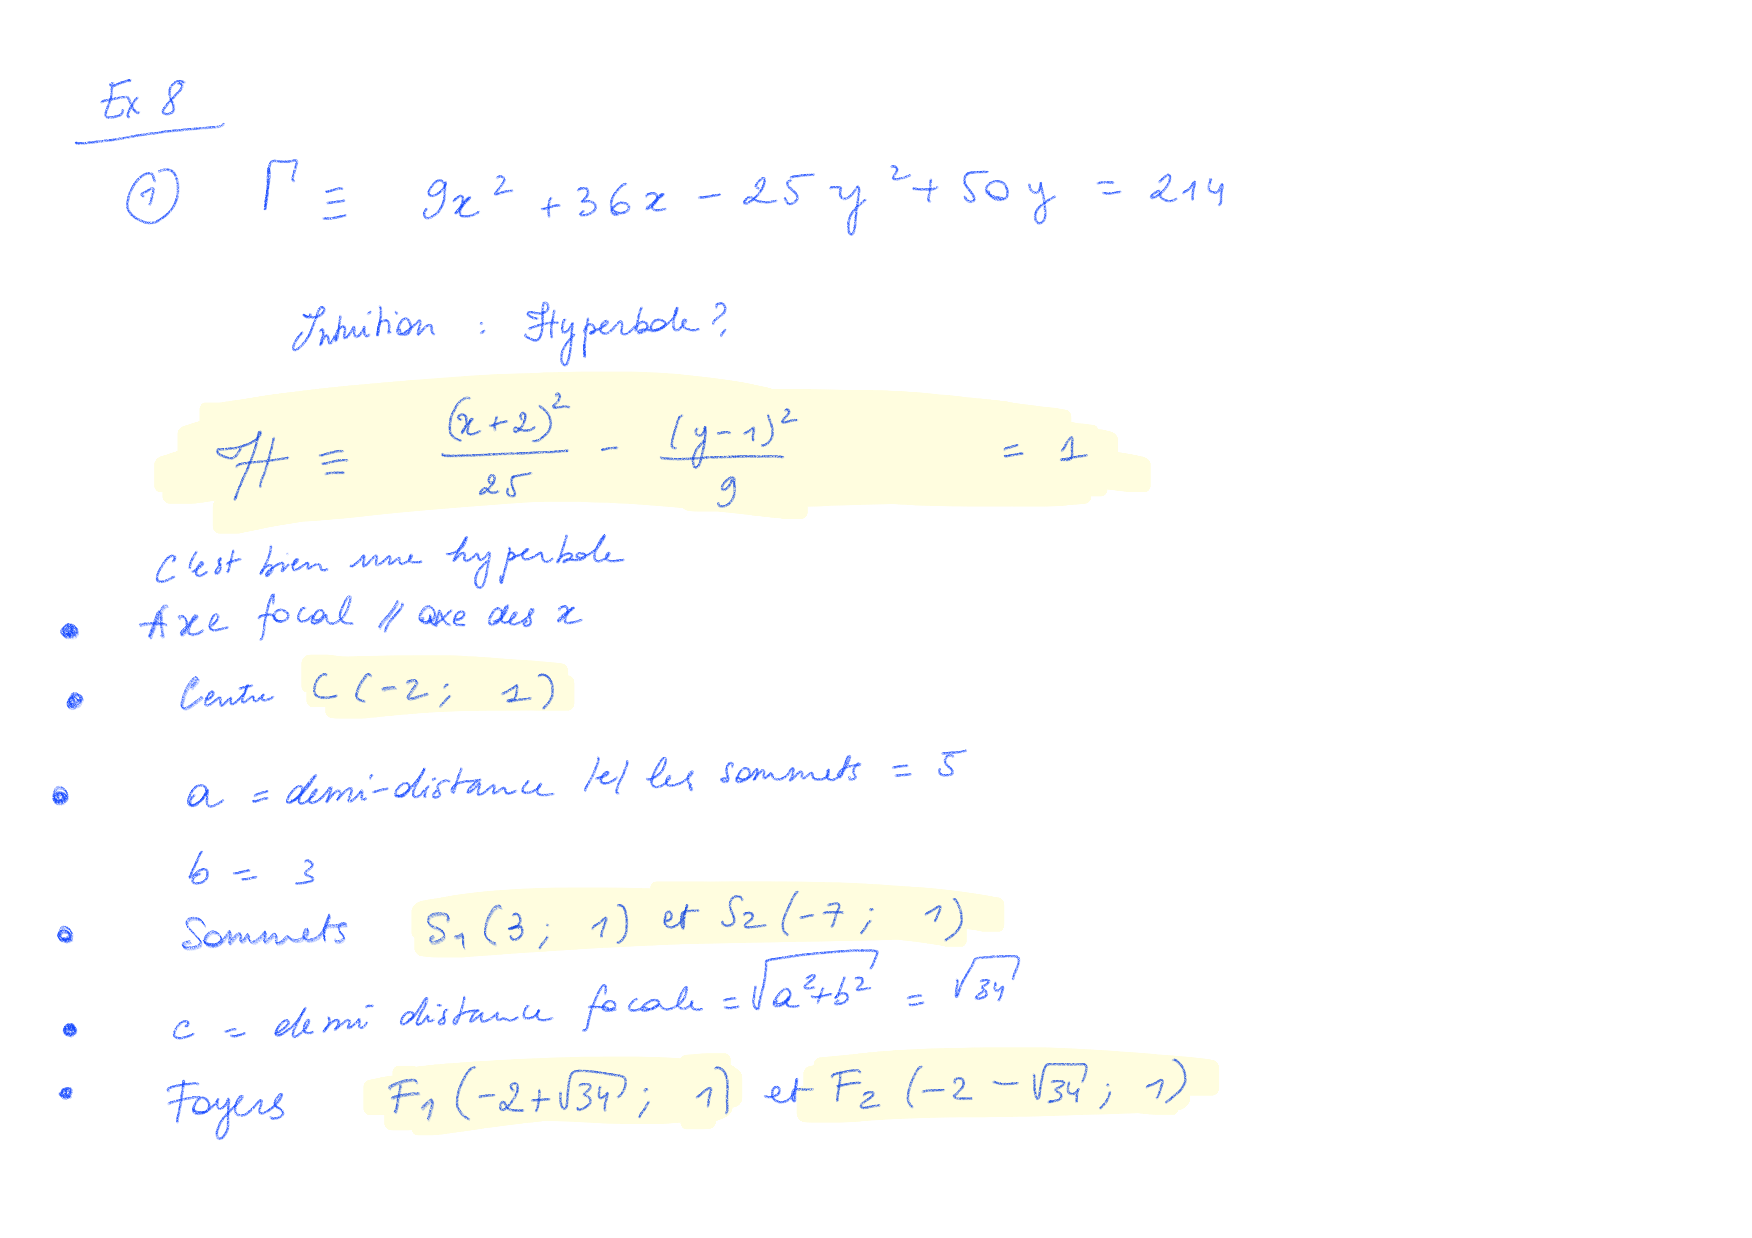 Ex 8
① Γ ≡ 9x² + 36x - 25y² + 50y = 214
Intuition : Hyperbole ?
H ≡ (x+2)²/25 - (y-1)²/9 = 1
C'est bien une hyperbole
• Axe focal // axe des x
• Centre C (-2 ; 1)
• a = demi-distance /e/ les sommets = 5
b = 3
• Sommets S₁ (3 ; 1) et S₂ (-7 ; 1)
• c = demi distance focale = √(a²+b²) = √34
• Foyers F₁ (-2+√34 ; 1) et F₂ (-2 - √34 ; 1)